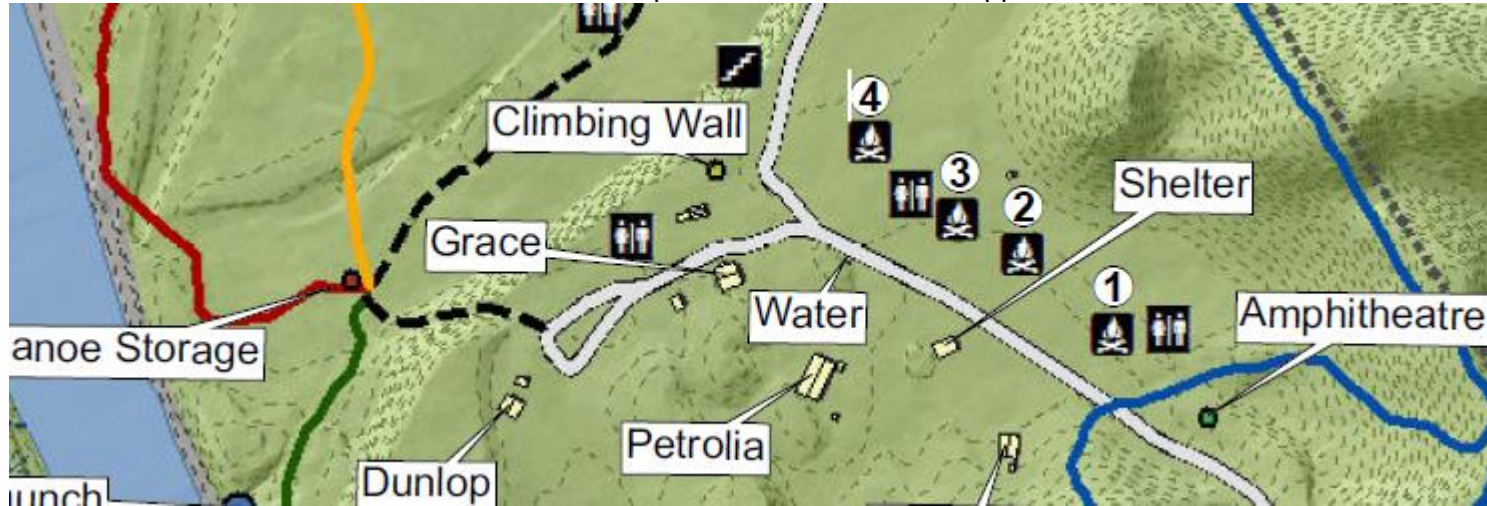 4
Climbing Wall
3
Shelter
2
Grace
1
Water
Amphitheatre
anoe Storage
Petrolia
Dunlop
unch